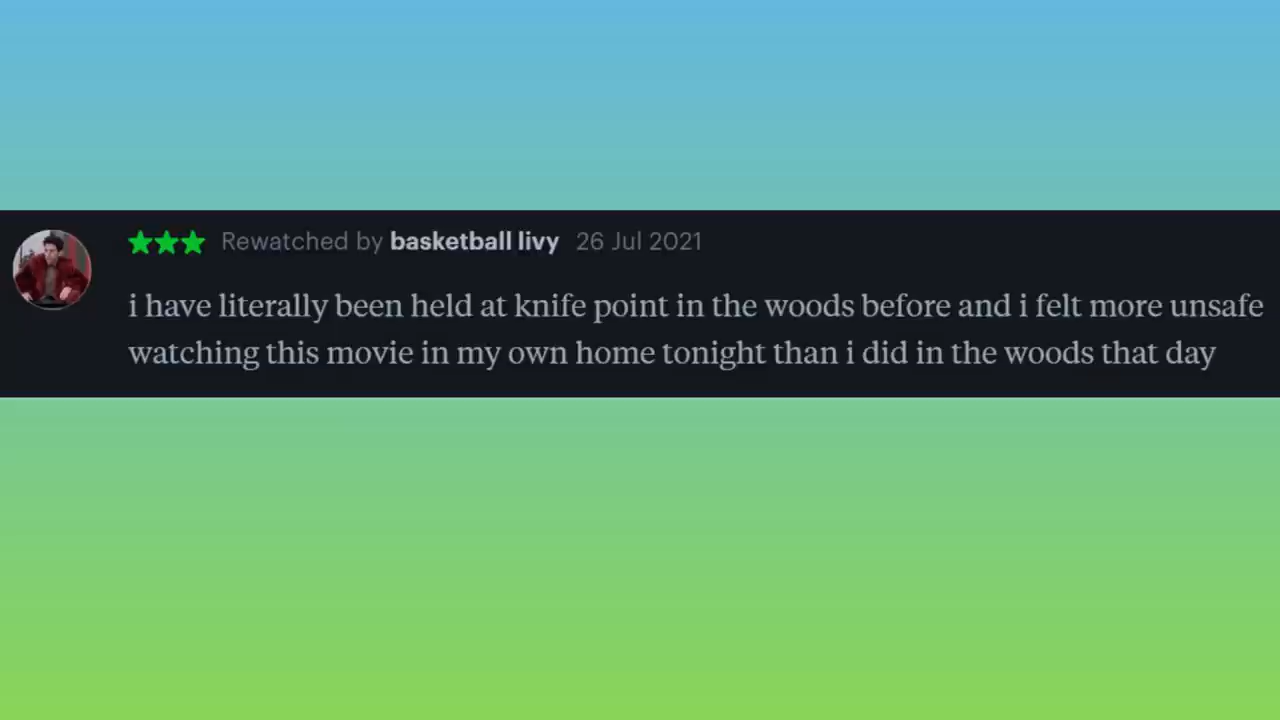 Rewatched by basketball livy 26 Jul 2021
i have literally been held at knife point in the woods before and i felt more unsafe
watching this movie in my own home tonight than i did in the woods that day